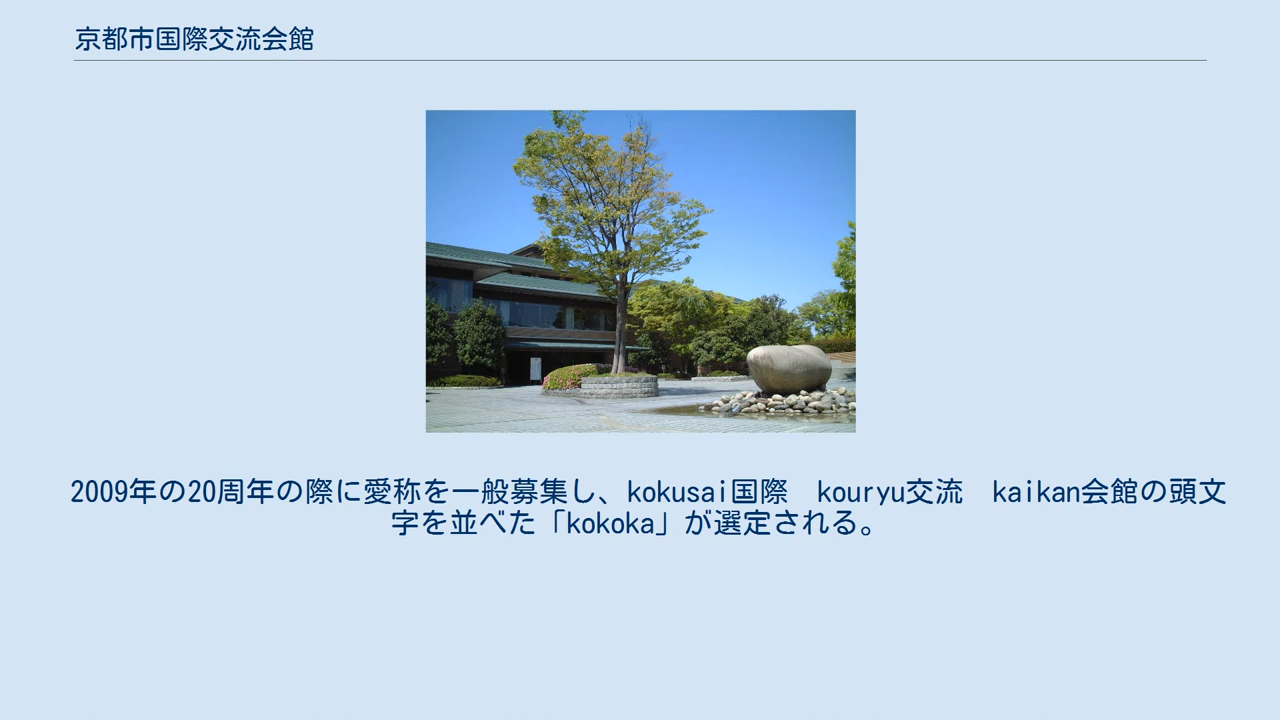 京都市国際交流会館
2009年の20周年の際に愛称を一般募集し、kokusai国際　kouryu交流　kaikan会館の頭文
字を並べた「kokoka」が選定される。